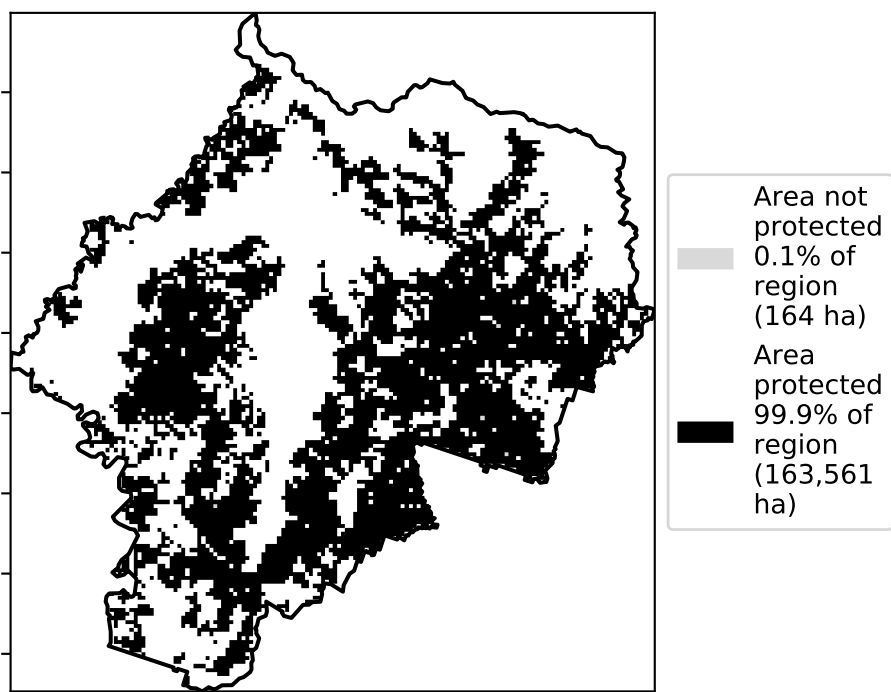 Area not
protected
0.1% of
region
(164 ha)
Area
protected
99.9% of
region
(163,561
ha)